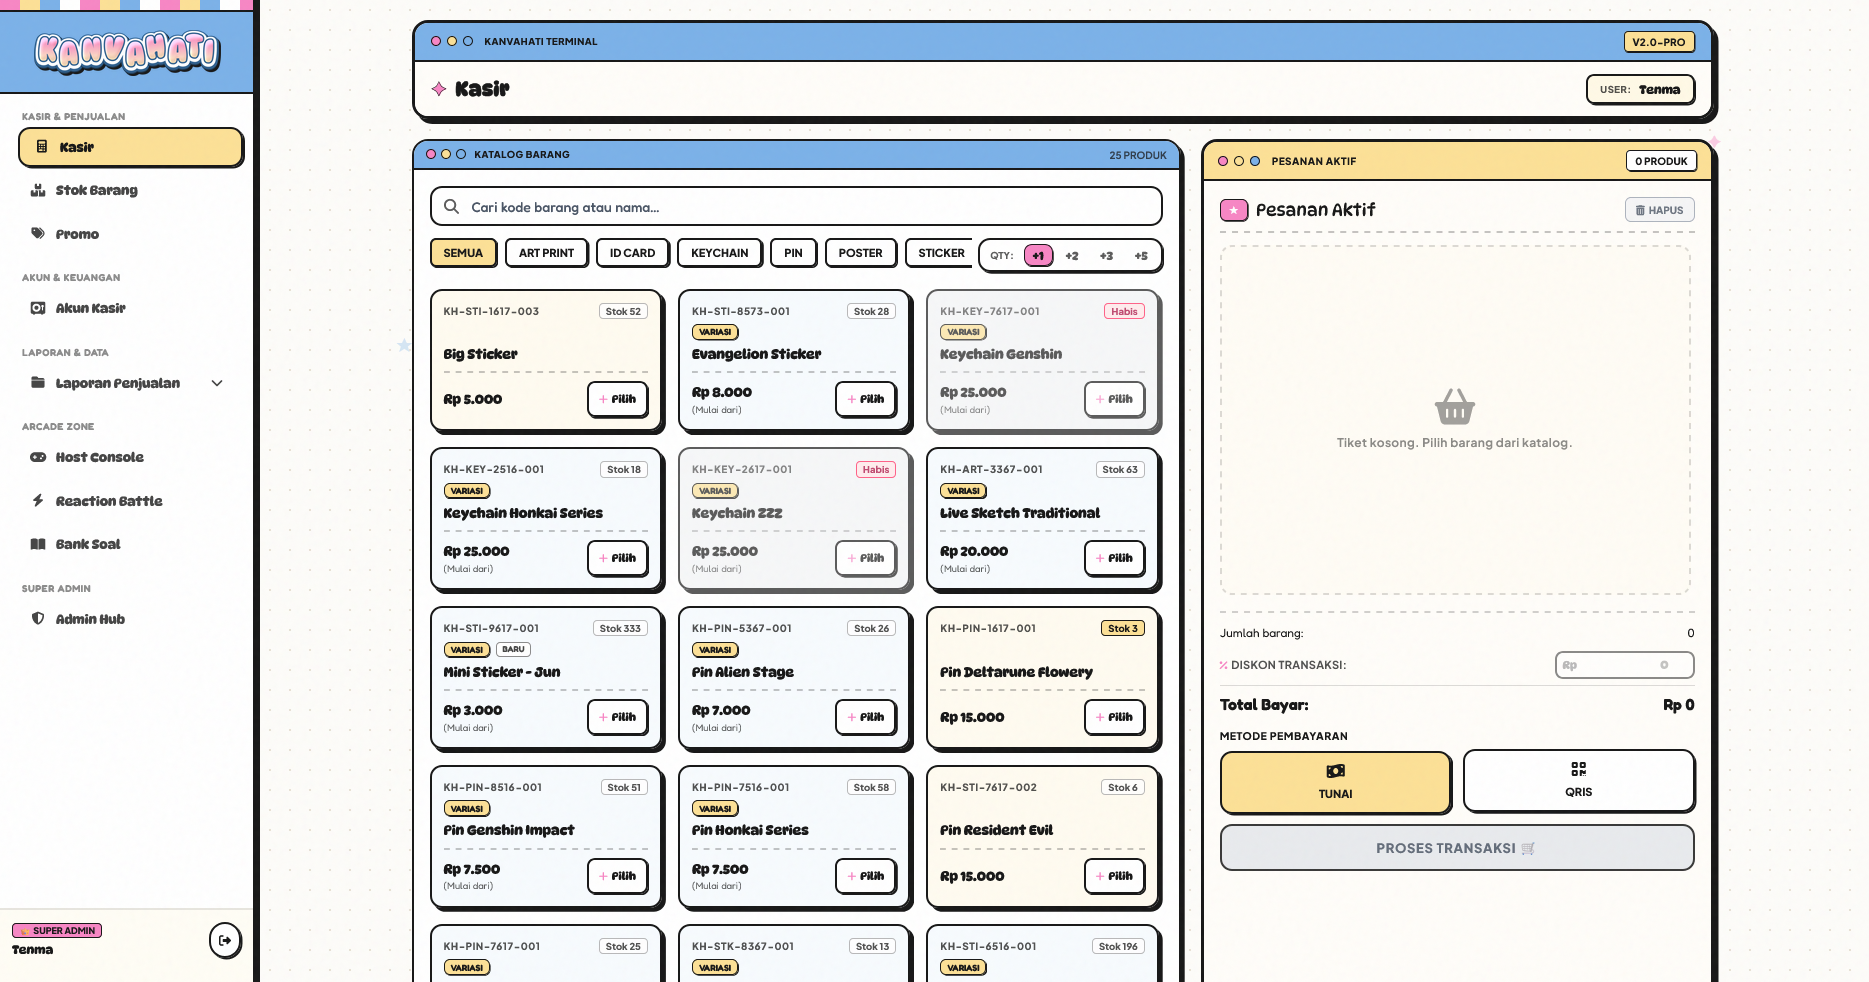 KANVAHATI
KASIR & PENJUALAN
Kasir
Stok Barang
Promo
AKUN & KEUANGAN
Akun Kasir
LAPORAN & DATA
Laporan Penjualan
ARCADE ZONE
Host Console
Reaction Battle
Bank Soal
SUPER ADMIN
Admin Hub
SUPER ADMIN
Tenma
KANVAHATI TERMINAL
V2.0-PRO
Kasir
USER: Tenma
KATALOG BARANG
25 PRODUK
Cari kode barang atau nama...
SEMUA ART PRINT ID CARD KEYCHAIN PIN POSTER STICKER
QTY: +1 +2 +3 +5
KH-STI-1617-003 Stok 52
Big Sticker
Rp 5.000
+ Pilih
KH-STI-8573-001 Stok 28
VARIASI
Evangelion Sticker
Rp 8.000
(Mulai dari)
+ Pilih
KH-KEY-7617-001 Habis
VARIASI
Keychain Genshin
Rp 25.000
(Mulai dari)
+ Pilih
KH-KEY-2516-001 Stok 18
VARIASI
Keychain Honkai Series
Rp 25.000
(Mulai dari)
+ Pilih
KH-KEY-2617-001 Habis
VARIASI
Keychain ZZZ
Rp 25.000
(Mulai dari)
+ Pilih
KH-ART-3367-001 Stok 63
VARIASI
Live Sketch Traditional
Rp 20.000
(Mulai dari)
+ Pilih
KH-STI-9617-001 Stok 333
VARIASI BARU
Mini Sticker - Jun
Rp 3.000
(Mulai dari)
+ Pilih
KH-PIN-5367-001 Stok 26
VARIASI
Pin Alien Stage
Rp 7.000
(Mulai dari)
+ Pilih
KH-PIN-1617-001 Stok 3
Pin Deltarune Flowery
Rp 15.000
+ Pilih
KH-PIN-8516-001 Stok 51
VARIASI
Pin Genshin Impact
Rp 7.500
(Mulai dari)
+ Pilih
KH-PIN-7516-001 Stok 58
VARIASI
Pin Honkai Series
Rp 7.500
(Mulai dari)
+ Pilih
KH-STI-7617-002 Stok 6
Pin Resident Evil
Rp 15.000
+ Pilih
KH-PIN-7617-001 Stok 25
VARIASI
KH-STK-8367-001 Stok 13
VARIASI
KH-STI-6516-001 Stok 196
VARIASI
PESANAN AKTIF
0 PRODUK
Pesanan Aktif
HAPUS
Tiket kosong. Pilih barang dari katalog.
Jumlah barang: 0
DISKON TRANSAKSI: Rp 0
Total Bayar: Rp 0
METODE PEMBAYARAN
TUNAI
QRIS
PROSES TRANSAKSI 🛒